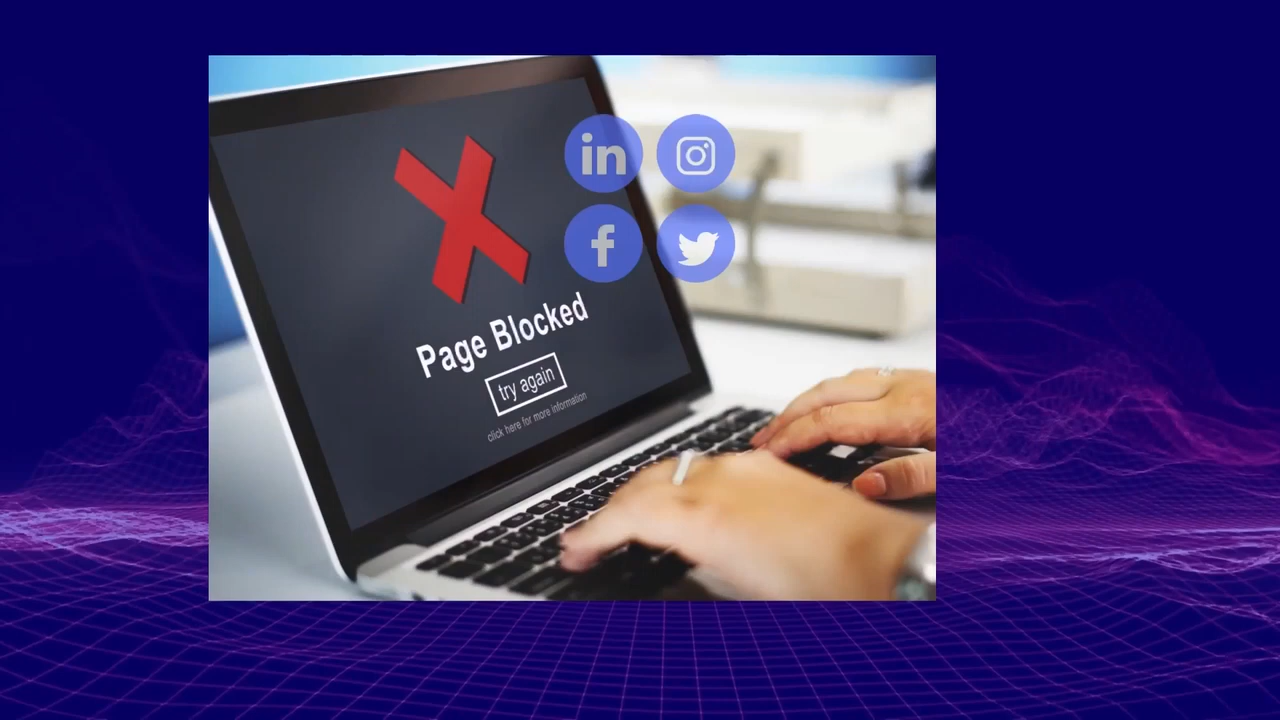 in
f
Page Blocked
try again
click here for more information